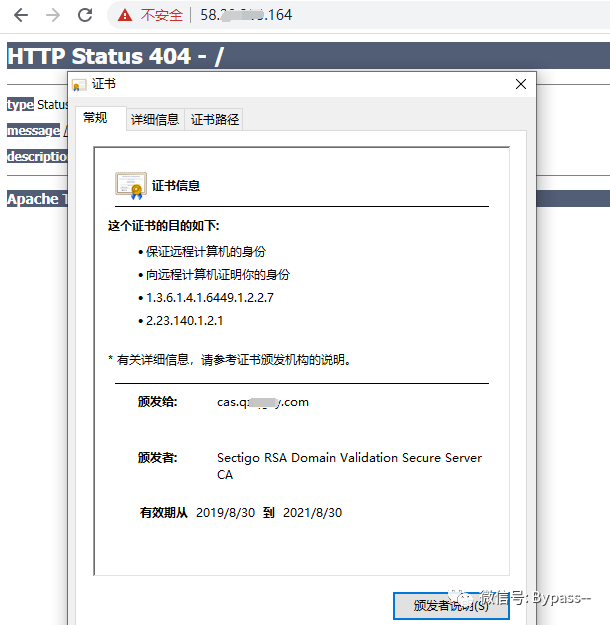 不安全 58. .164
HTTP Status 404 - /
type Status
message /
description
Apache T
证书
常规 详细信息 证书路径
证书信息
这个证书的目的如下:
• 保证远程计算机的身份
• 向远程计算机证明你的身份
• 1.3.6.1.4.1.6449.1.2.2.7
• 2.23.140.1.2.1
* 有关详细信息，请参考证书颁发机构的说明。
颁发给: cas.q .com
颁发者: Sectigo RSA Domain Validation Secure Server
CA
有效期从 2019/8/30 到 2021/8/30
颁发者说明(S)
微信号: Bypass--